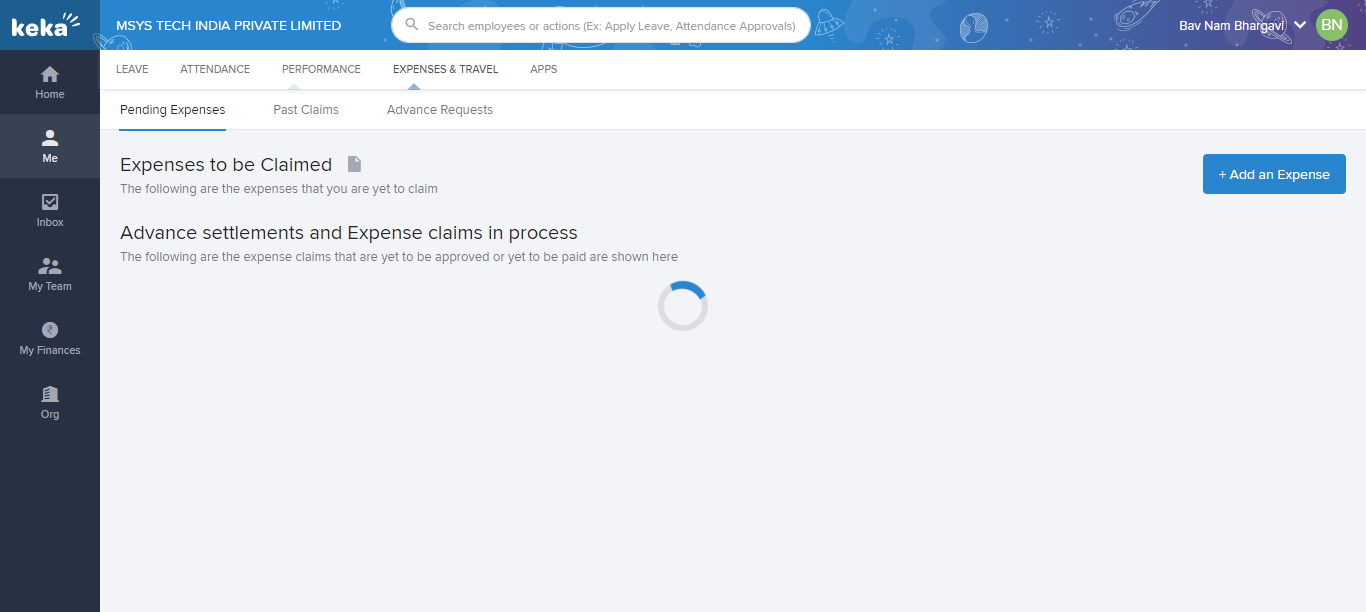 keka
MSYS TECH INDIA PRIVATE LIMITED
Search employees or actions (Ex: Apply Leave, Attendance Approvals)
Bav Nam Bhargavi
BN
Home
Me
Inbox
My Team
My Finances
Org
LEAVE
ATTENDANCE
PERFORMANCE
EXPENSES & TRAVEL
APPS
Pending Expenses
Past Claims
Advance Requests
Expenses to be Claimed
The following are the expenses that you are yet to claim
+ Add an Expense
Advance settlements and Expense claims in process
The following are the expense claims that are yet to be approved or yet to be paid are shown here